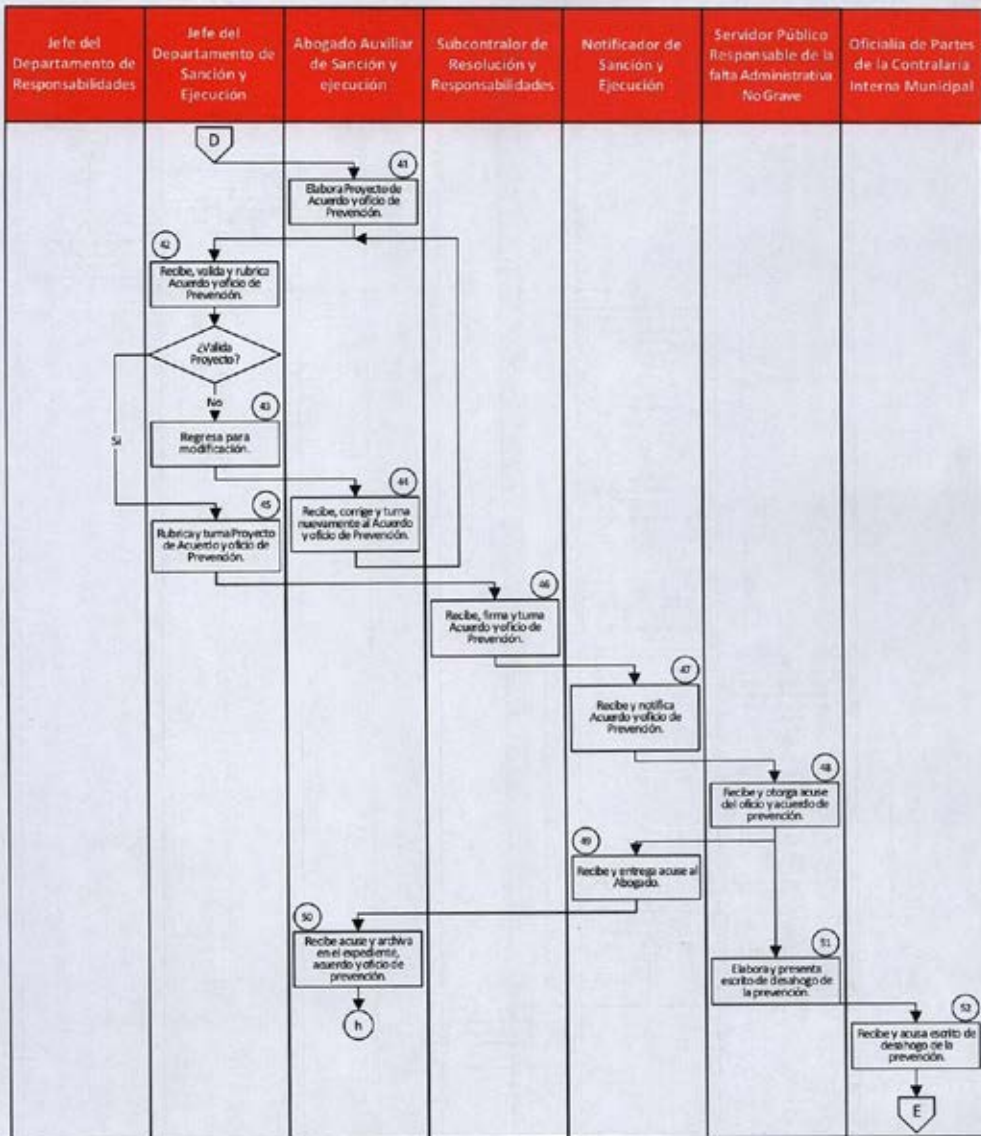 Jefe del
Departamento de
Responsabilidades
Jefe del
Departamento de
Sanción y
Ejecución
Abogado Auxiliar
de Sanción y
ejecución
Subcontralor de
Resolución y
Responsabilidades
Notificador de
Sanción y
Ejecución
Servidor Público
Responsable de la
falta Administrativa
No Grave
Oficialía de Partes
de la Contralaria
Interna Municipal
D
41
Elabora Proyecto de
Acuerdo y oficio de
Prevención.
42
Recibe, valida y rubrica
Acuerdo y oficio de
Prevención.
¿Valida
Proyecto?
No
Si
43
Regresa para
modificación.
44
Recibe, corrige y turna
nuevamente al Acuerdo
y oficio de Prevención.
45
Rubrica y turna Proyecto
de Acuerdo y oficio de
Prevención.
46
Recibe, firma y turna
Acuerdo y oficio de
Prevención.
47
Recibe y notifica
Acuerdo y oficio de
Prevención.
48
Recibe y otorga acuse
del oficio y acuerdo de
prevención.
49
Recibe y entrega acuse al
Abogado.
50
Recibe acuse y archiva
en el expediente,
acuerdo y oficio de
prevención.
h
51
Elabora y presenta
escrito de desahogo de
la prevención.
52
Recibe y acusa escrito de
desahogo de la
prevención.
E